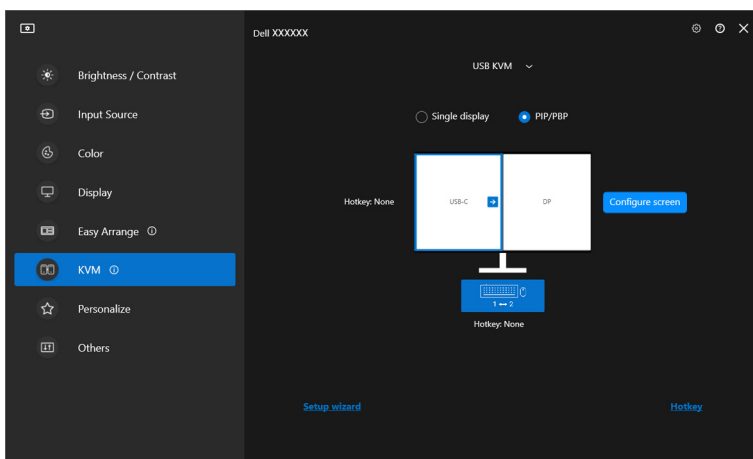 Dell XXXXXX
Brightness / Contrast
Input Source
Color
Display
Easy Arrange
KVM
Personalize
Others
USB KVM
Single display
PIP/PBP
Hotkey: None
USB-C
DP
Configure screen
1 ↔ 2
Hotkey: None
Setup wizard
Hotkey